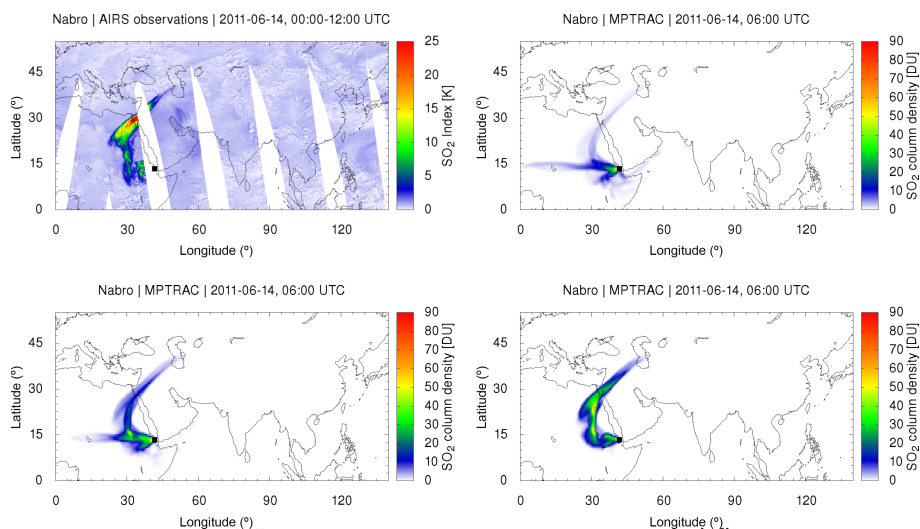 Nabro | AIRS observations | 2011-06-14, 00:00-12:00 UTC
Latitude (º)
45
30
15
0
0 30 60 90 120
Longitude (º)
25
20
15
10
5
0
SO2 Index [K]
Nabro | MPTRAC | 2011-06-14, 06:00 UTC
Latitude (º)
45
30
15
0
0 30 60 90 120
Longitude (º)
90
80
70
60
50
40
30
20
10
0
SO2 column density [DU]
Nabro | MPTRAC | 2011-06-14, 06:00 UTC
Latitude (º)
45
30
15
0
0 30 60 90 120
Longitude (º)
90
80
70
60
50
40
30
20
10
0
SO2 column density [DU]
Nabro | MPTRAC | 2011-06-14, 06:00 UTC
Latitude (º)
45
30
15
0
0 30 60 90 120
Longitude (º)
90
80
70
60
50
40
30
20
10
0
SO2 column density [DU]